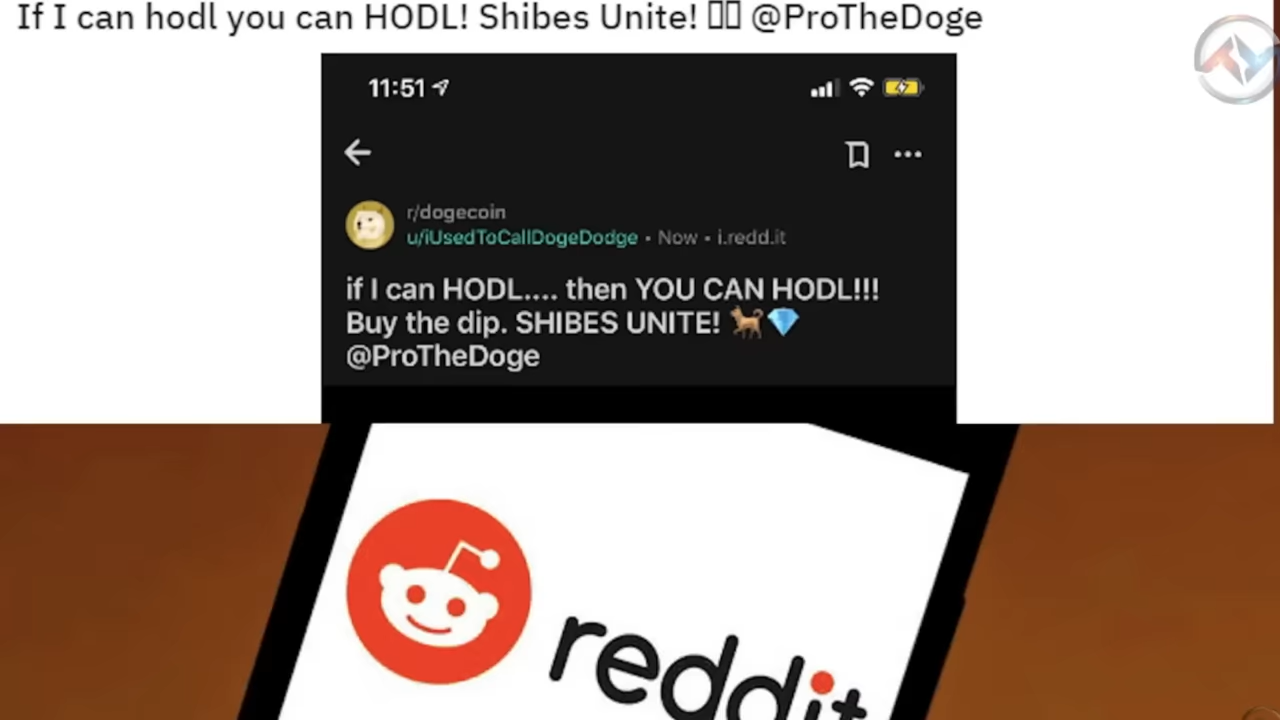 If I can hodl you can HODL! Shibes Unite! @ProTheDoge
11:51
r/dogecoin
u/iUsedToCallDogeDodge • Now • i.redd.it
if I can HODL.... then YOU CAN HODL!!!
Buy the dip. SHIBES UNITE! 🐕💎
@ProTheDoge
reddit